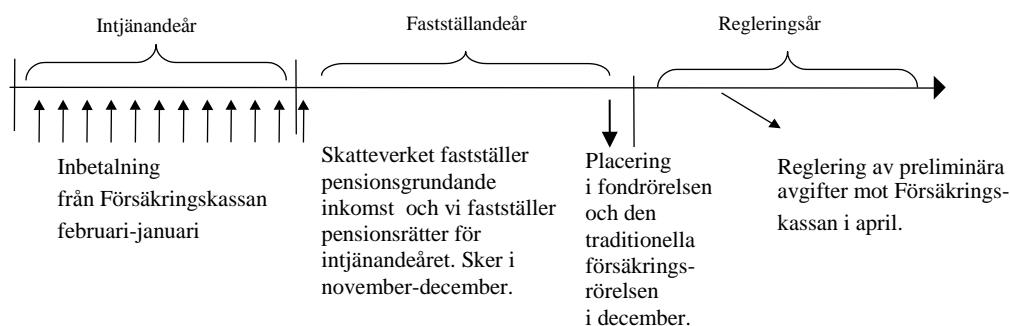 Intjänandeår
Fastställandeår
Regleringsår
Inbetalning
från Försäkringskassan
februari-januari
Skatteverket fastställer
pensionsgrundande
inkomst och vi fastställer
pensionsrätter för
intjänandeåret. Sker i
november-december.
Placering
i fondrörelsen
och den
traditionella
försäkrings-
rörelsen
i december.
Reglering av preliminära
avgifter mot Försäkrings-
kassan i april.